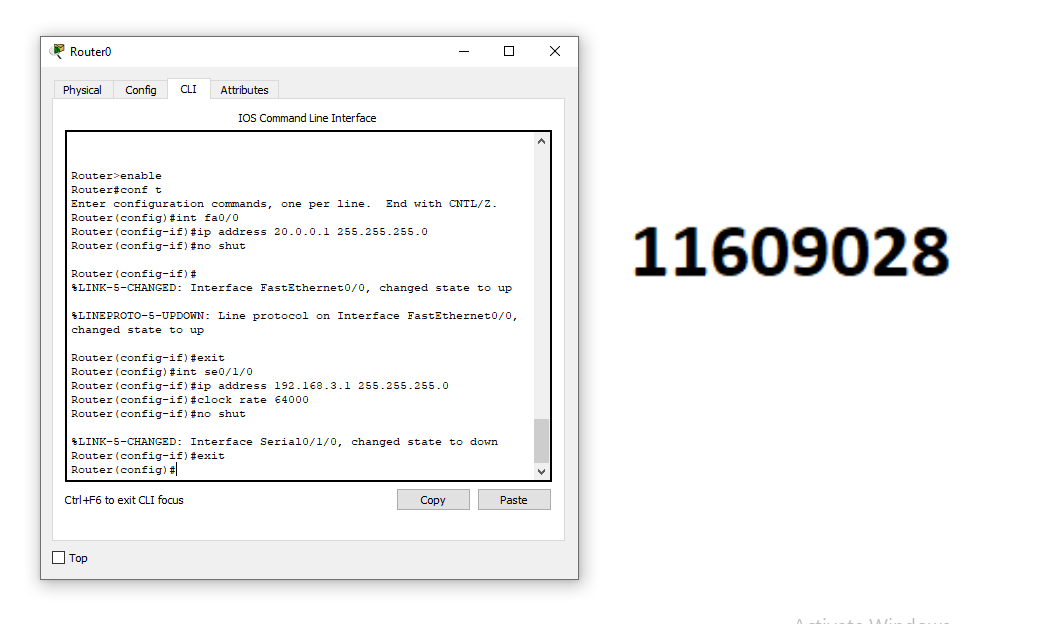 Router0
Physical Config CLI Attributes
IOS Command Line Interface
Router>enable
Router#conf t
Enter configuration commands, one per line.  End with CNTL/Z.
Router(config)#int fa0/0
Router(config-if)#ip address 20.0.0.1 255.255.255.0
Router(config-if)#no shut
Router(config-if)#
%LINK-5-CHANGED: Interface FastEthernet0/0, changed state to up
%LINEPROTO-5-UPDOWN: Line protocol on Interface FastEthernet0/0,
changed state to up
Router(config-if)#exit
Router(config)#int se0/1/0
Router(config-if)#ip address 192.168.3.1 255.255.255.0
Router(config-if)#clock rate 64000
Router(config-if)#no shut
%LINK-5-CHANGED: Interface Serial0/1/0, changed state to down
Router(config-if)#exit
Router(config)#
Ctrl+F6 to exit CLI focus
Copy Paste
Top
11609028
Activate Windows